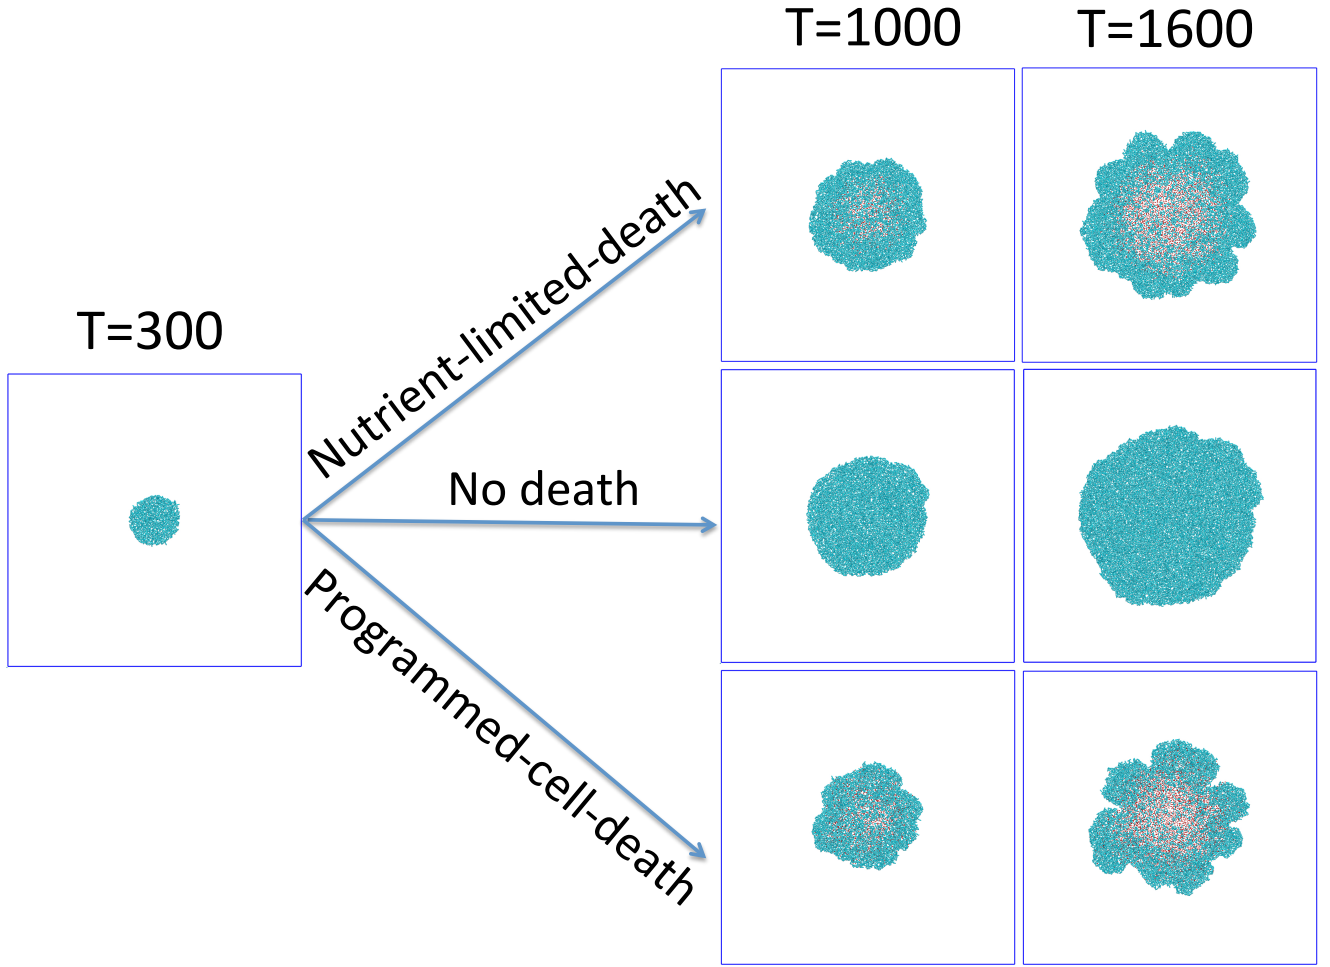 T=1000
T=1600
T=300
Nutrient-limited-death
No death
Programmed-cell-death